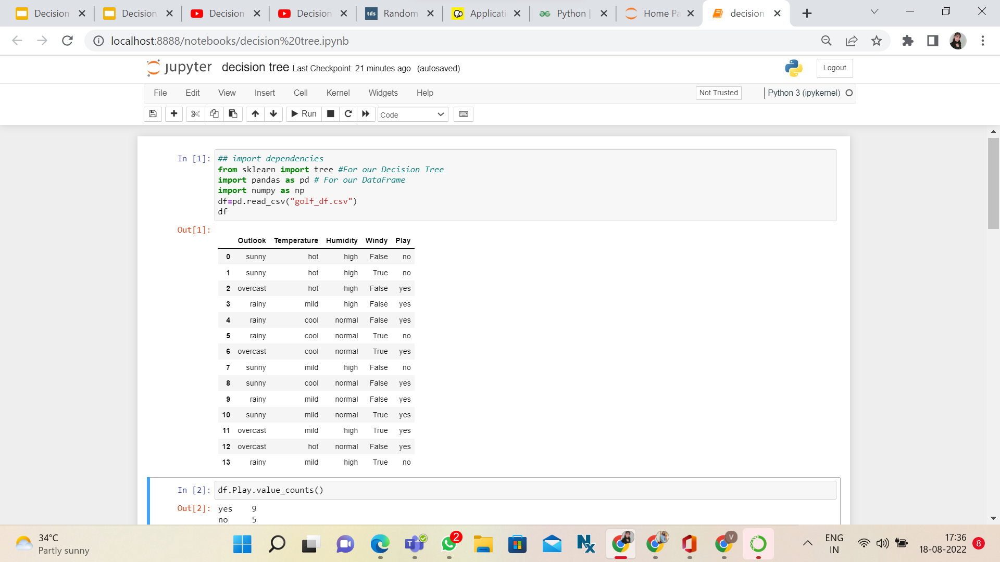 Decision
Decision
Decision
Decision
tds Random
Applicati
Python |
Home Pa
decision
localhost:8888/notebooks/decision%20tree.ipynb
jupyter decision tree Last Checkpoint: 21 minutes ago (autosaved)
Logout
File Edit View Insert Cell Kernel Widgets Help
Not Trusted
Python 3 (ipykernel)
Run
Code
In [1]:
## import dependencies
from sklearn import tree #For our Decision Tree
import pandas as pd # For our DataFrame
import numpy as np
df=pd.read_csv("golf_df.csv")
df
Out[1]:
Outlook Temperature Humidity Windy Play
0 sunny hot high False no
1 sunny hot high True no
2 overcast hot high False yes
3 rainy mild high False yes
4 rainy cool normal False yes
5 rainy cool normal True no
6 overcast cool normal True yes
7 sunny mild high False no
8 sunny cool normal False yes
9 rainy mild normal False yes
10 sunny mild normal True yes
11 overcast mild high True yes
12 overcast hot normal False yes
13 rainy mild high True no
In [2]: df.Play.value_counts()
Out[2]: yes 9
no 5
34°C
Partly sunny
T
2
V
ENG
IN
17:36
18-08-2022
8